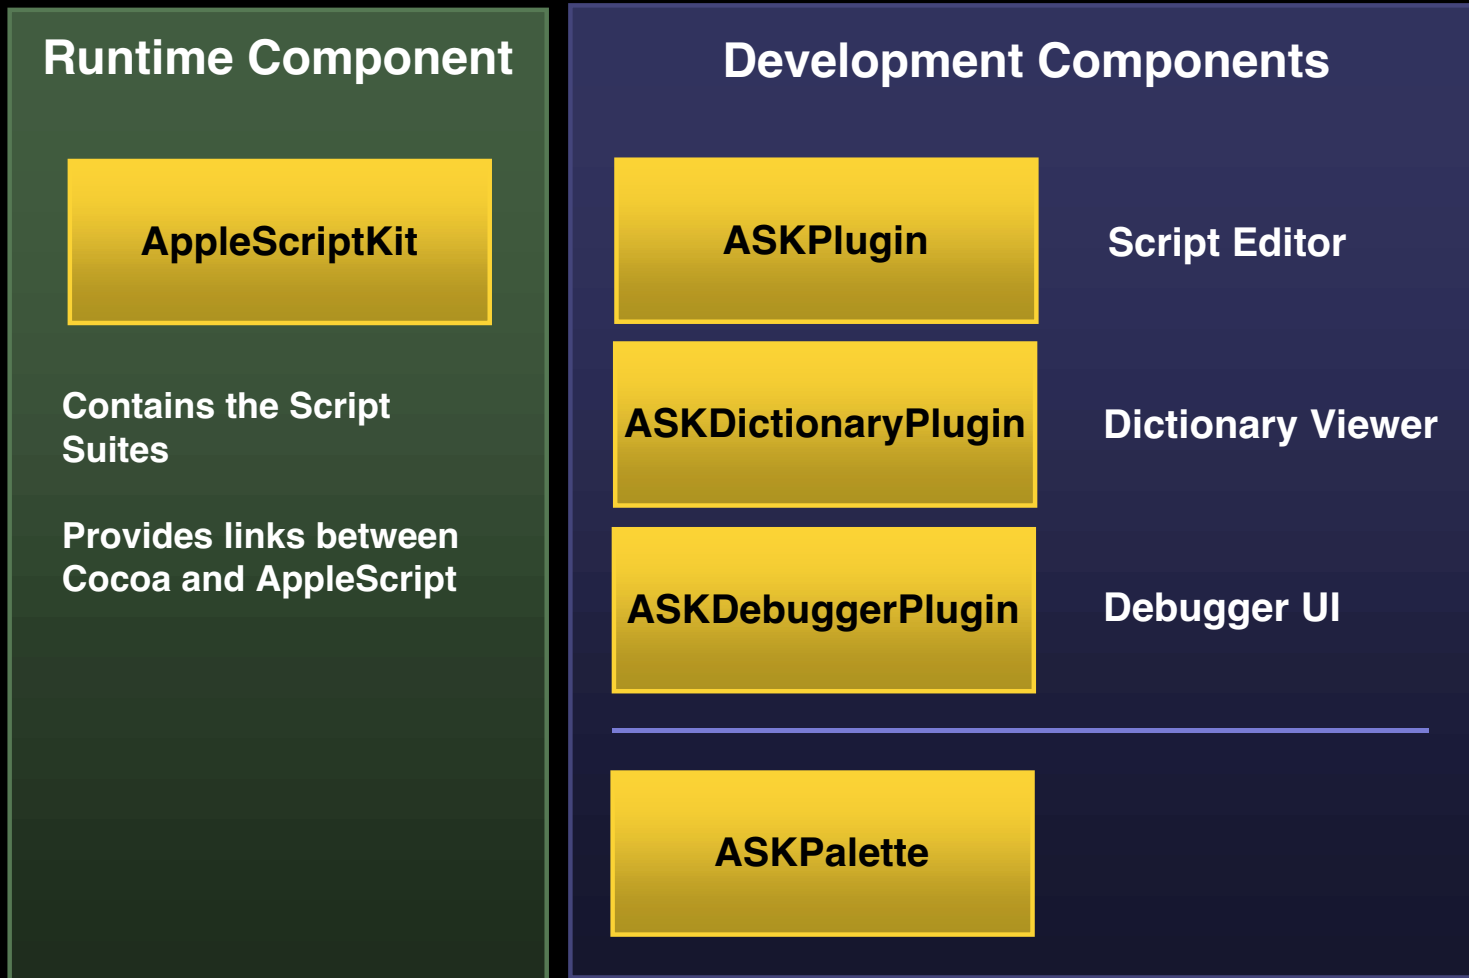 Runtime Component
AppleScriptKit
Contains the Script
Suites
Provides links between
Cocoa and AppleScript
Development Components
ASKPlugin
Script Editor
ASKDictionaryPlugin
Dictionary Viewer
ASKDebuggerPlugin
Debugger UI
ASKPalette